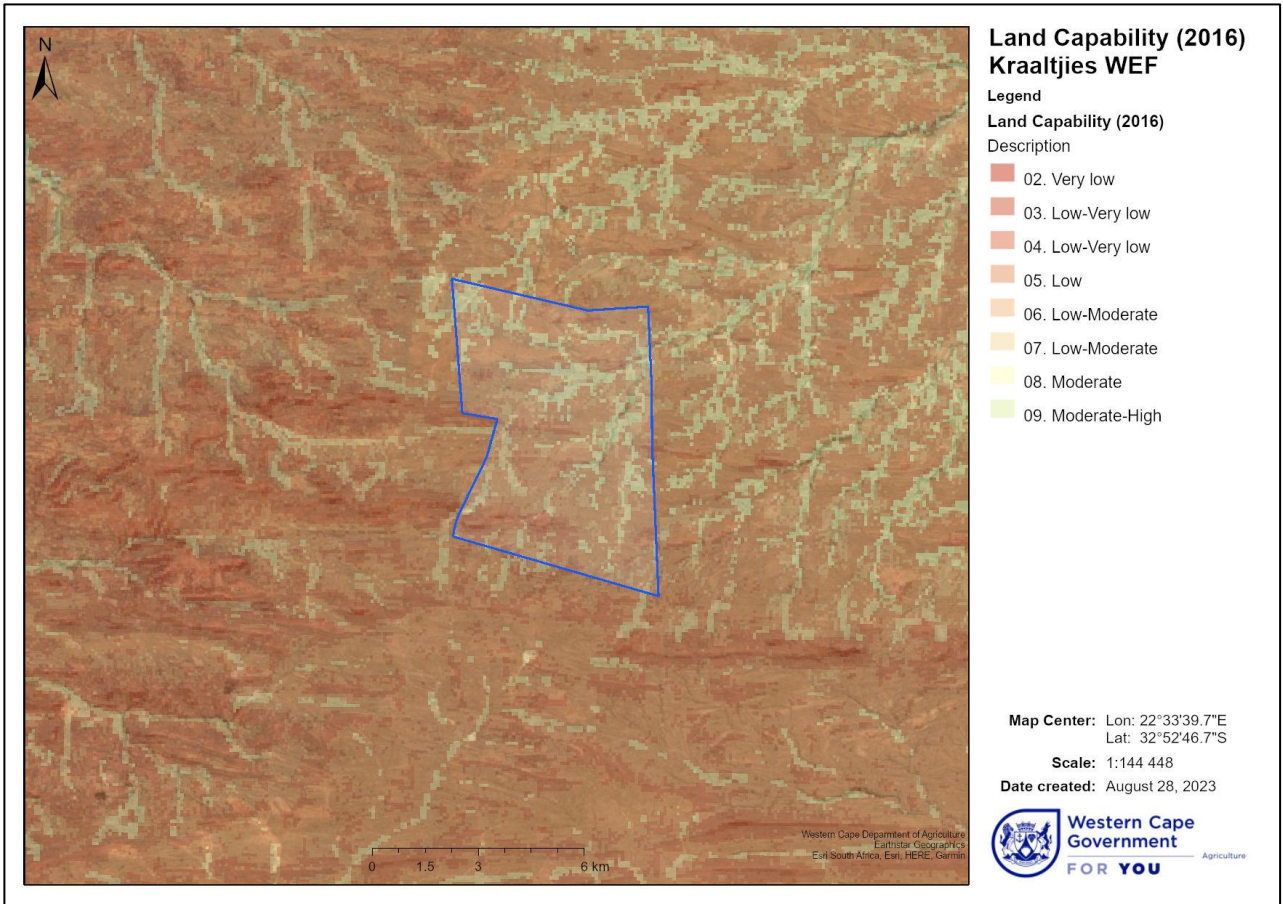 N
Land Capability (2016)
Kraaltjies WEF
Legend
Land Capability (2016)
Description
02. Very low
03. Low-Very low
04. Low-Very low
05. Low
06. Low-Moderate
07. Low-Moderate
08. Moderate
09. Moderate-High
Map Center: Lon: 22°33'39.7"E
Lat: 32°52'46.7"S
Scale: 1:144 448
Date created: August 28, 2023
Western Cape
Government
Agriculture
FOR YOU
Western Cape Department of Agriculture
Earthstar Geographics
Esri South Africa, Esri, HERE, Garmin
0 1.5 3 6 km